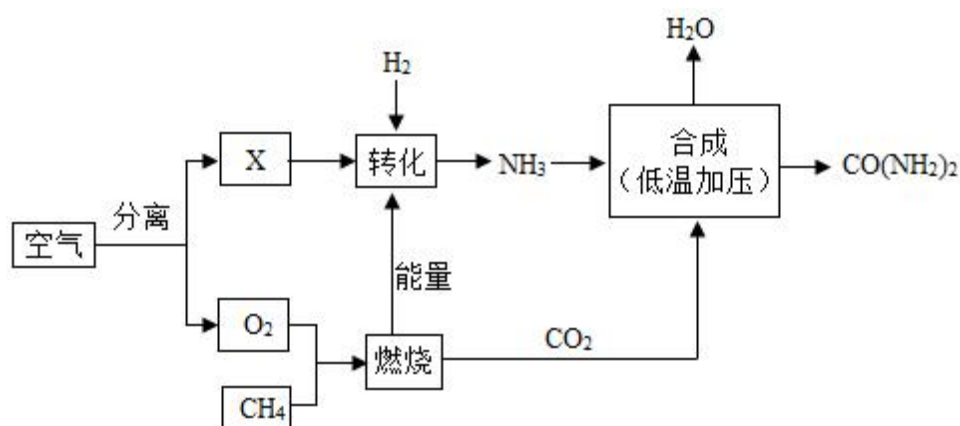 H₂O
H₂
X
转化
NH₃
合成
（低温加压）
CO(NH₂)₂
分离
空气
能量
O₂
燃烧
CO₂
CH₄